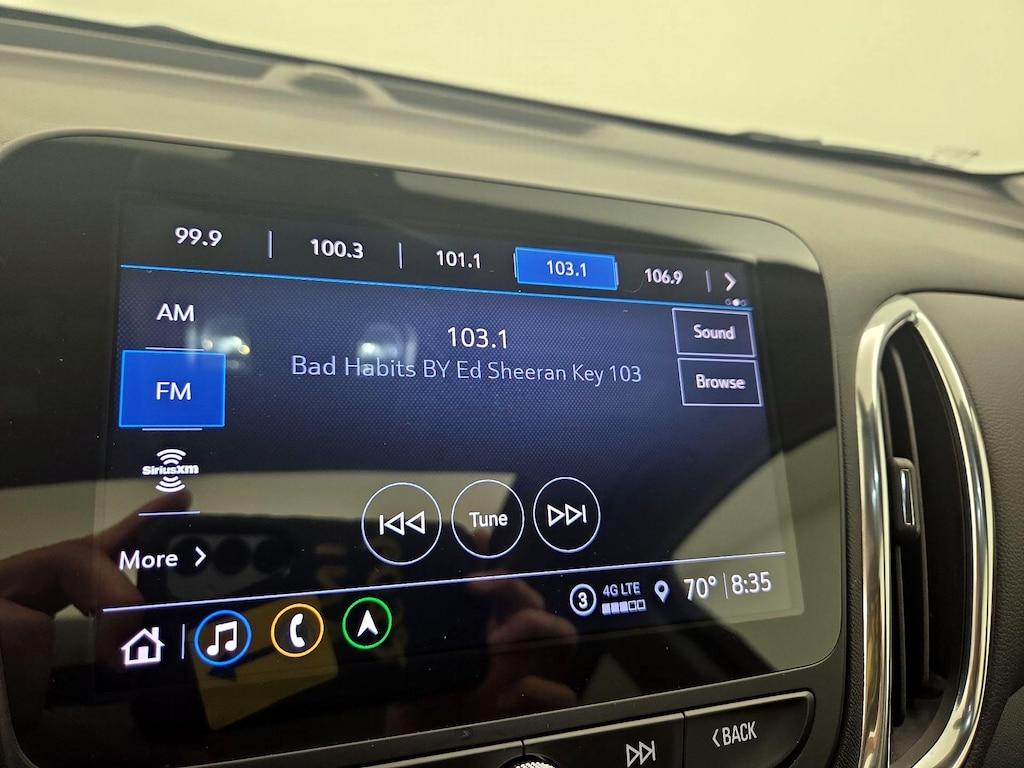 99.9 | 100.3 | 101.1 103.1 106.9 |
AM
103.1
Sound
Bad Habits BY Ed Sheeran Key 103
FM
Browse
SiriusXM
Tune
More
3 4G LTE 70° 8:35
BACK